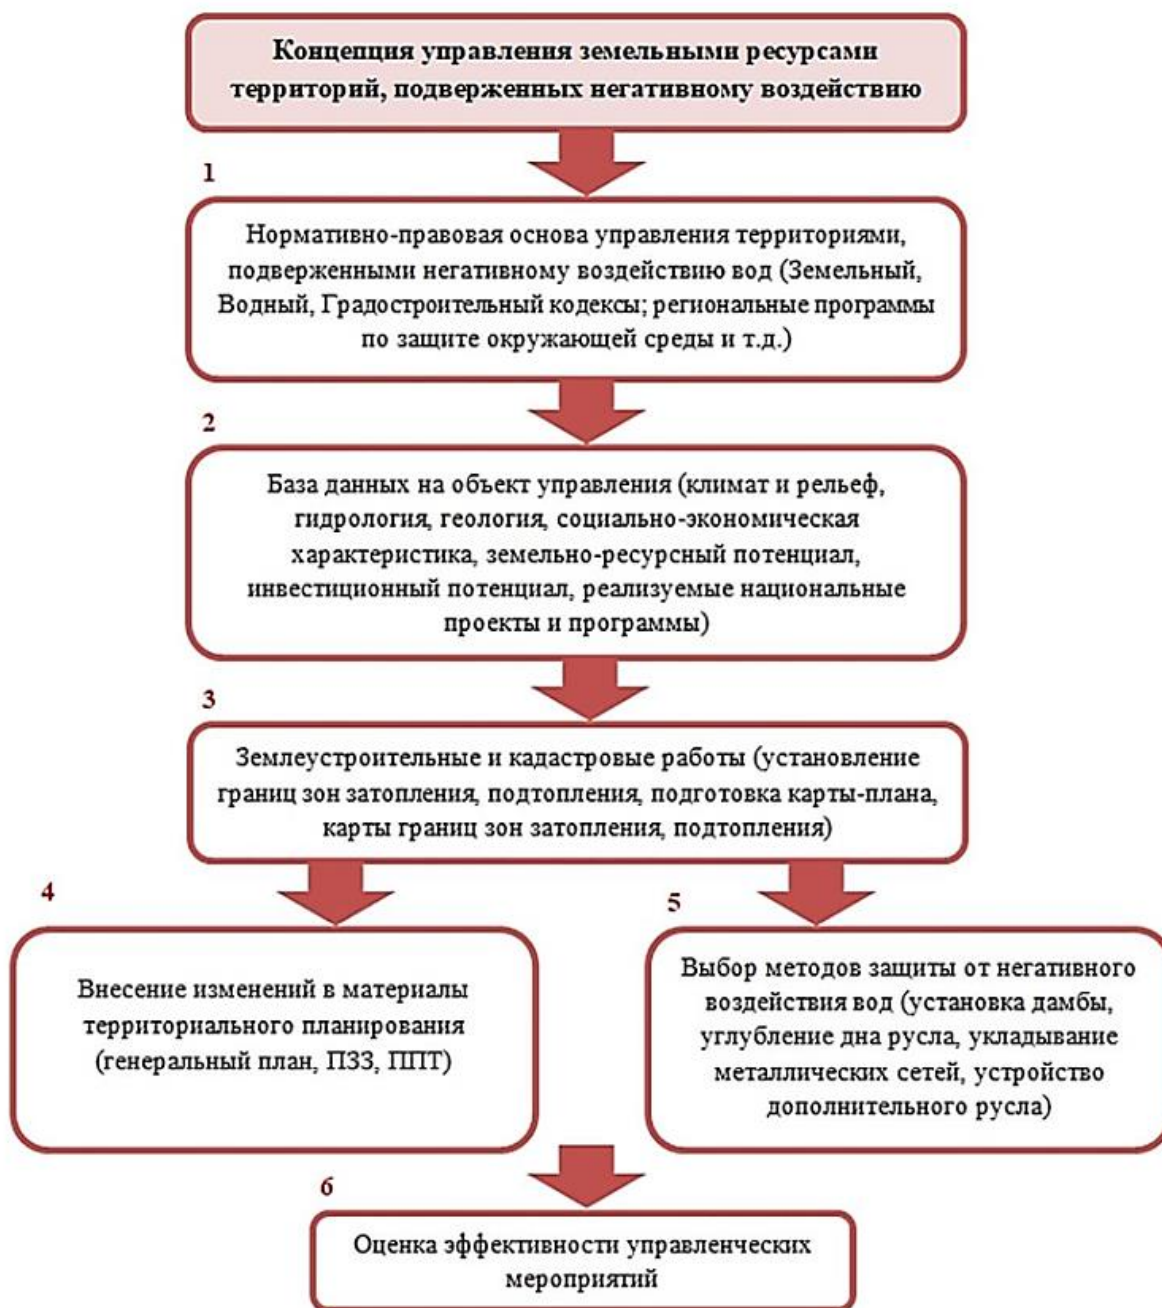 Концепция управления земельными ресурсами
территорий, подверженных негативному воздействию
1
Нормативно-правовая основа управления территориями,
подверженными негативному воздействию вод (Земельный,
Водный, Градостроительный кодексы; региональные программы
по защите окружающей среды и т.д.)
2
База данных на объект управления (климат и рельеф,
гидрология, геология, социально-экономическая
характеристика, земельно-ресурсный потенциал,
инвестиционный потенциал, реализуемые национальные
проекты и программы)
3
Землеустроительные и кадастровые работы (установление
границ зон затопления, подтопления, подготовка карты-плана,
карты границ зон затопления, подтопления)
4
Внесение изменений в материалы
территориального планирования
(генеральный план, ПЗЗ, ППТ)
5
Выбор методов защиты от негативного
воздействия вод (установка дамбы,
углубление дна русла, укладывание
металлических сетей, устройство
дополнительного русла)
6
Оценка эффективности управленческих
мероприятий